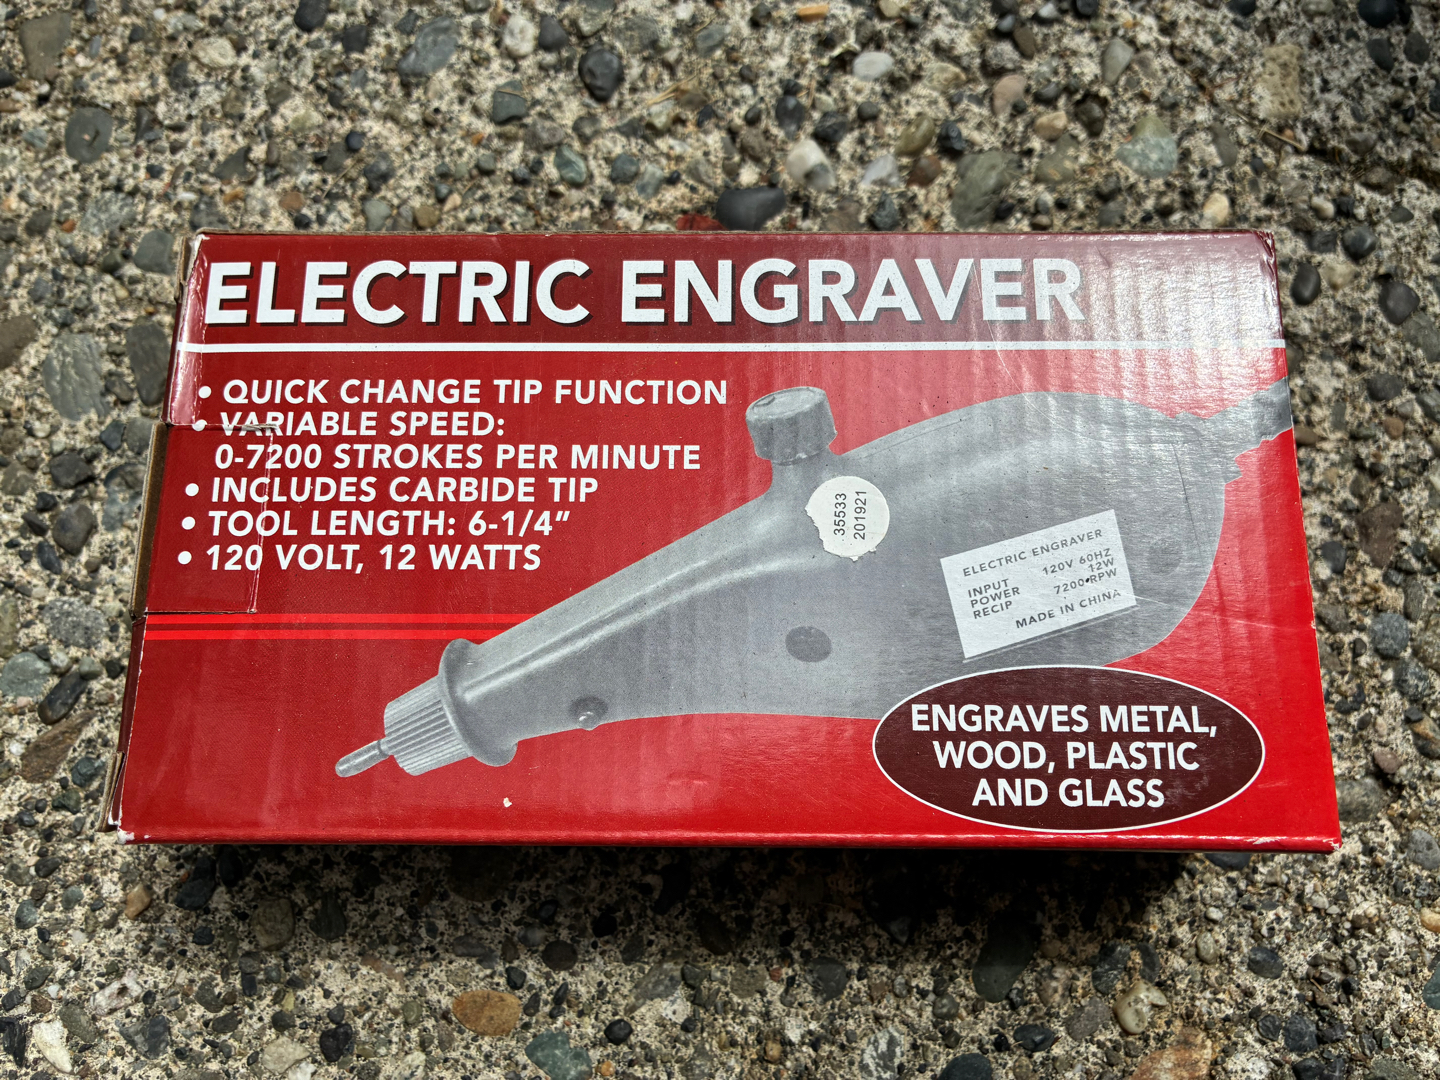 ELECTRIC ENGRAVER
• QUICK CHANGE TIP FUNCTION
• VARIABLE SPEED:
0-7200 STROKES PER MINUTE
• INCLUDES CARBIDE TIP
• TOOL LENGTH: 6-1/4”
• 120 VOLT, 12 WATTS
35533
201921
ELECTRIC ENGRAVER
INPUT 120V 60HZ
POWER 12W
RECIP 7200•RPW
MADE IN CHINA
ENGRAVES METAL,
WOOD, PLASTIC
AND GLASS